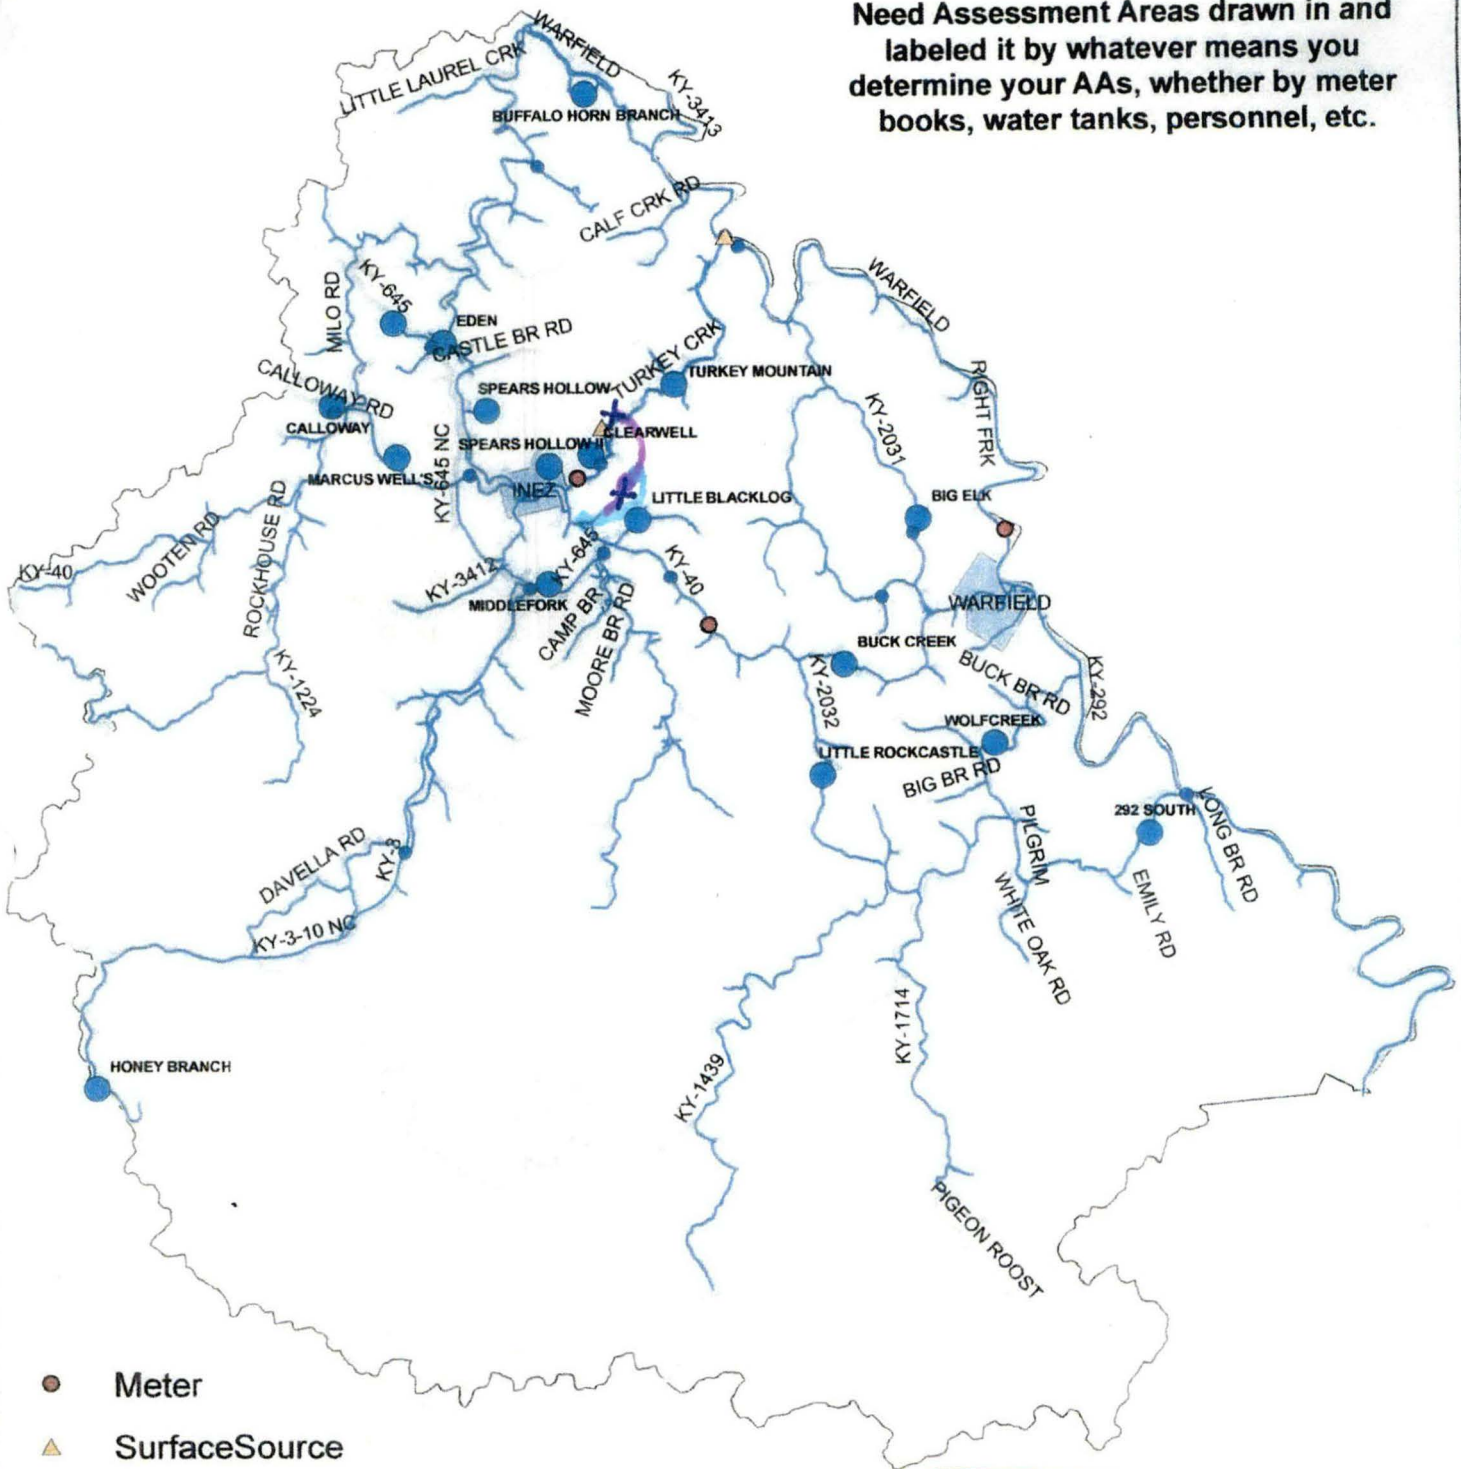 Need Assessment Areas drawn in and
labeled it by whatever means you
determine your AAs, whether by meter
books, water tanks, personnel, etc.
WARFIELD
LITTLE LAUREL CRK
KY-3413
BUFFALO HORN BRANCH
CALF CRK RD
WARFIELD
MILO RD
KY-645
EDEN
CASTLE BR RD
TURKEY CRK
TURKEY MOUNTAIN
RIGHT FRK
CALLOWAY RD
CALLOWAY
SPEARS HOLLOW
KY-2031
CLEARWELL
SPEARS HOLLOW II
KY-645 NC
MARCUS WELL'S
INEZ
LITTLE BLACKLOG
BIG ELK
WOOTEN RD
ROCKHOUSE RD
KY-40
KY-3412
KY-645
KY-40
MIDDLEFORK
CAMP BR
MOORE BR RD
WARFIELD
BUCK CREEK
BUCK BR RD
KY-292
KY-1224
KY-2032
WOLFCREEK
LITTLE ROCKCASTLE
BIG BR RD
292 SOUTH
LONG BR RD
PILGRIM
DAVELLA RD
KY-3
WHITE OAK RD
EMILY RD
KY-3-10 NC
KY-1714
HONEY BRANCH
KY-1439
PIGEON ROOST
Meter
SurfaceSource